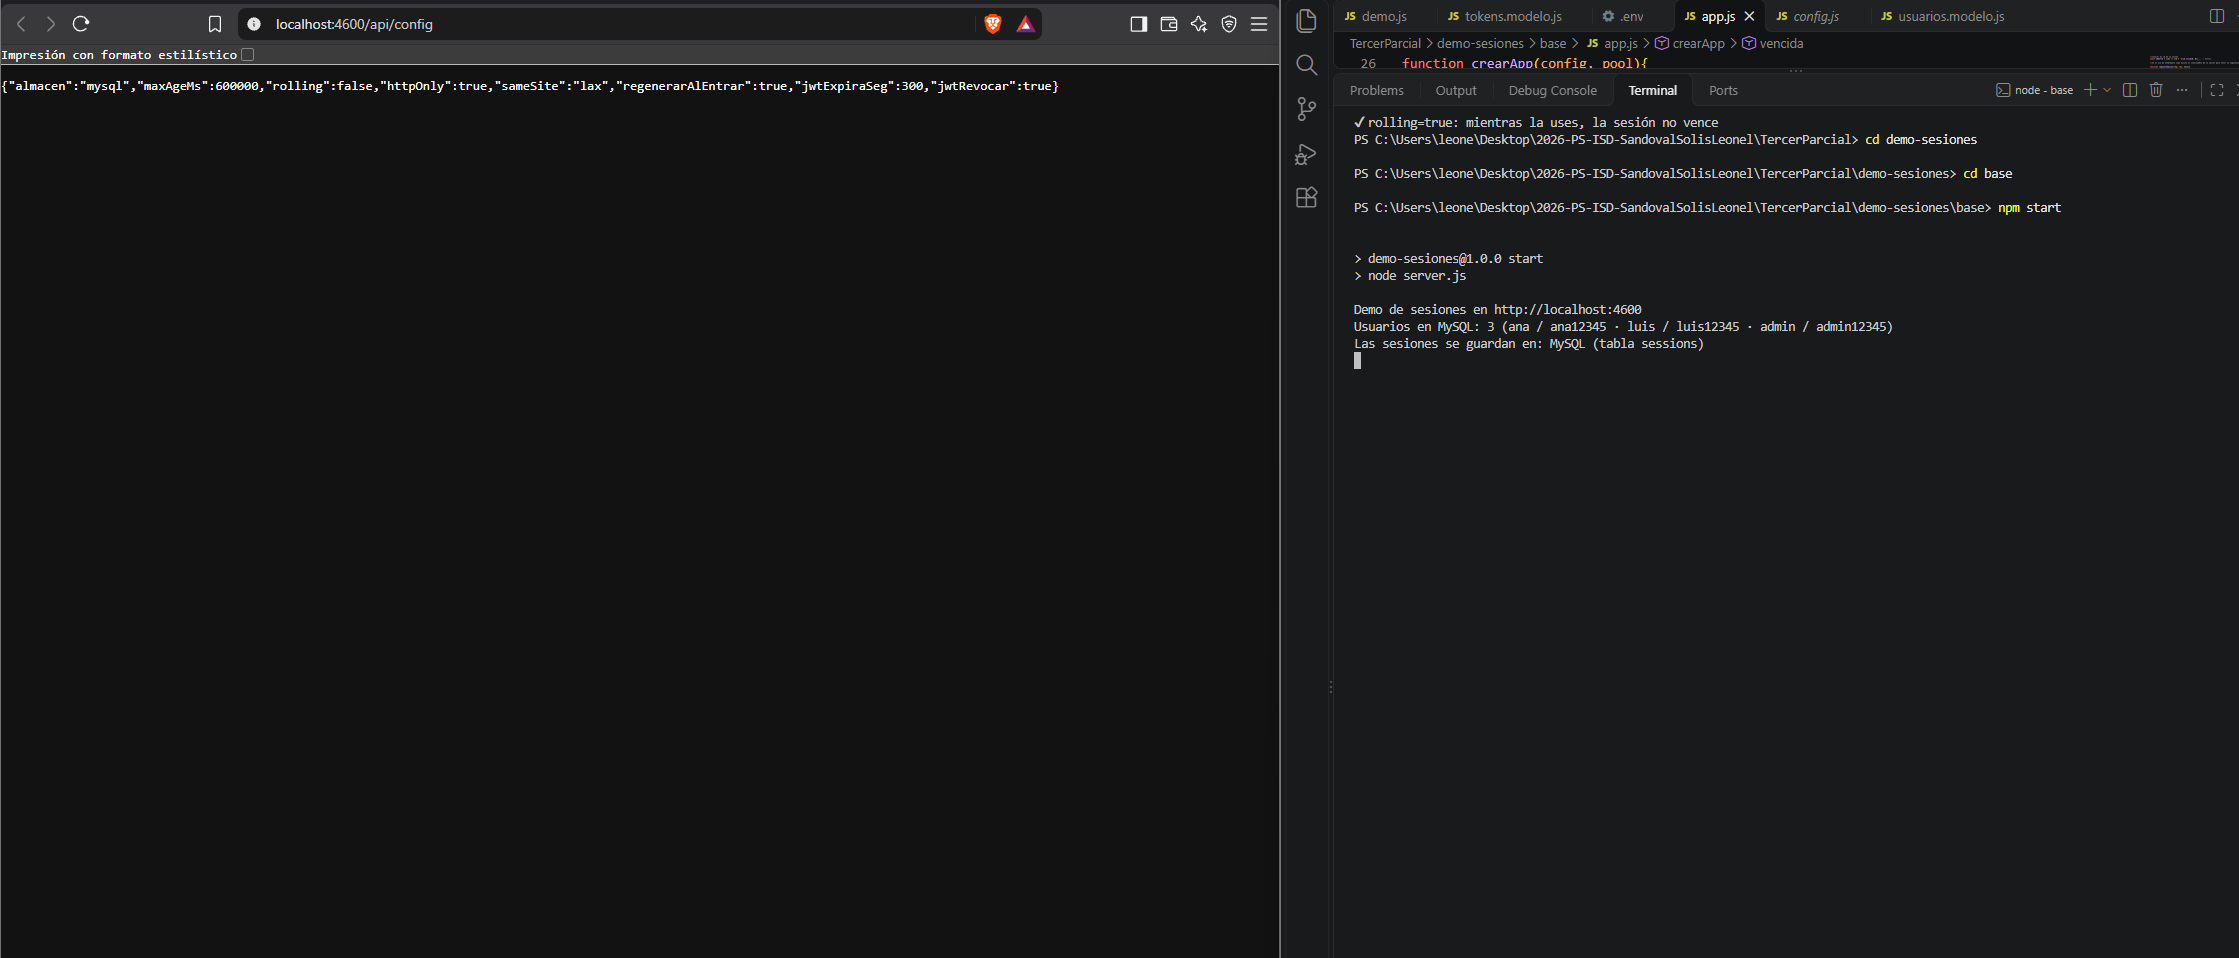 localhost:4600/api/config
Impresión con formato estilístico
{"almacen":"mysql","maxAgeMs":600000,"rolling":false,"httpOnly":true,"sameSite":"lax","regenerarAlEntrar":true,"jwtExpiraSeg":300,"jwtRevocar":true}
JS demo.js JS tokens.modelo.js .env JS app.js JS config.js JS usuarios.modelo.js
TercerParcial > demo-sesiones > base > JS app.js > crearApp > vencida
26 function crearApp(config, pool){
Problems Output Debug Console Terminal Ports node - base
✓ rolling=true: mientras la uses, la sesión no vence
PS C:\Users\leone\Desktop\2026-PS-ISD-SandovalSolisLeonel\TercerParcial> cd demo-sesiones
PS C:\Users\leone\Desktop\2026-PS-ISD-SandovalSolisLeonel\TercerParcial\demo-sesiones> cd base
PS C:\Users\leone\Desktop\2026-PS-ISD-SandovalSolisLeonel\TercerParcial\demo-sesiones\base> npm start
> demo-sesiones@1.0.0 start
> node server.js
Demo de sesiones en http://localhost:4600
Usuarios en MySQL: 3 (ana / ana12345 · luis / luis12345 · admin / admin12345)
Las sesiones se guardan en: MySQL (tabla sessions)